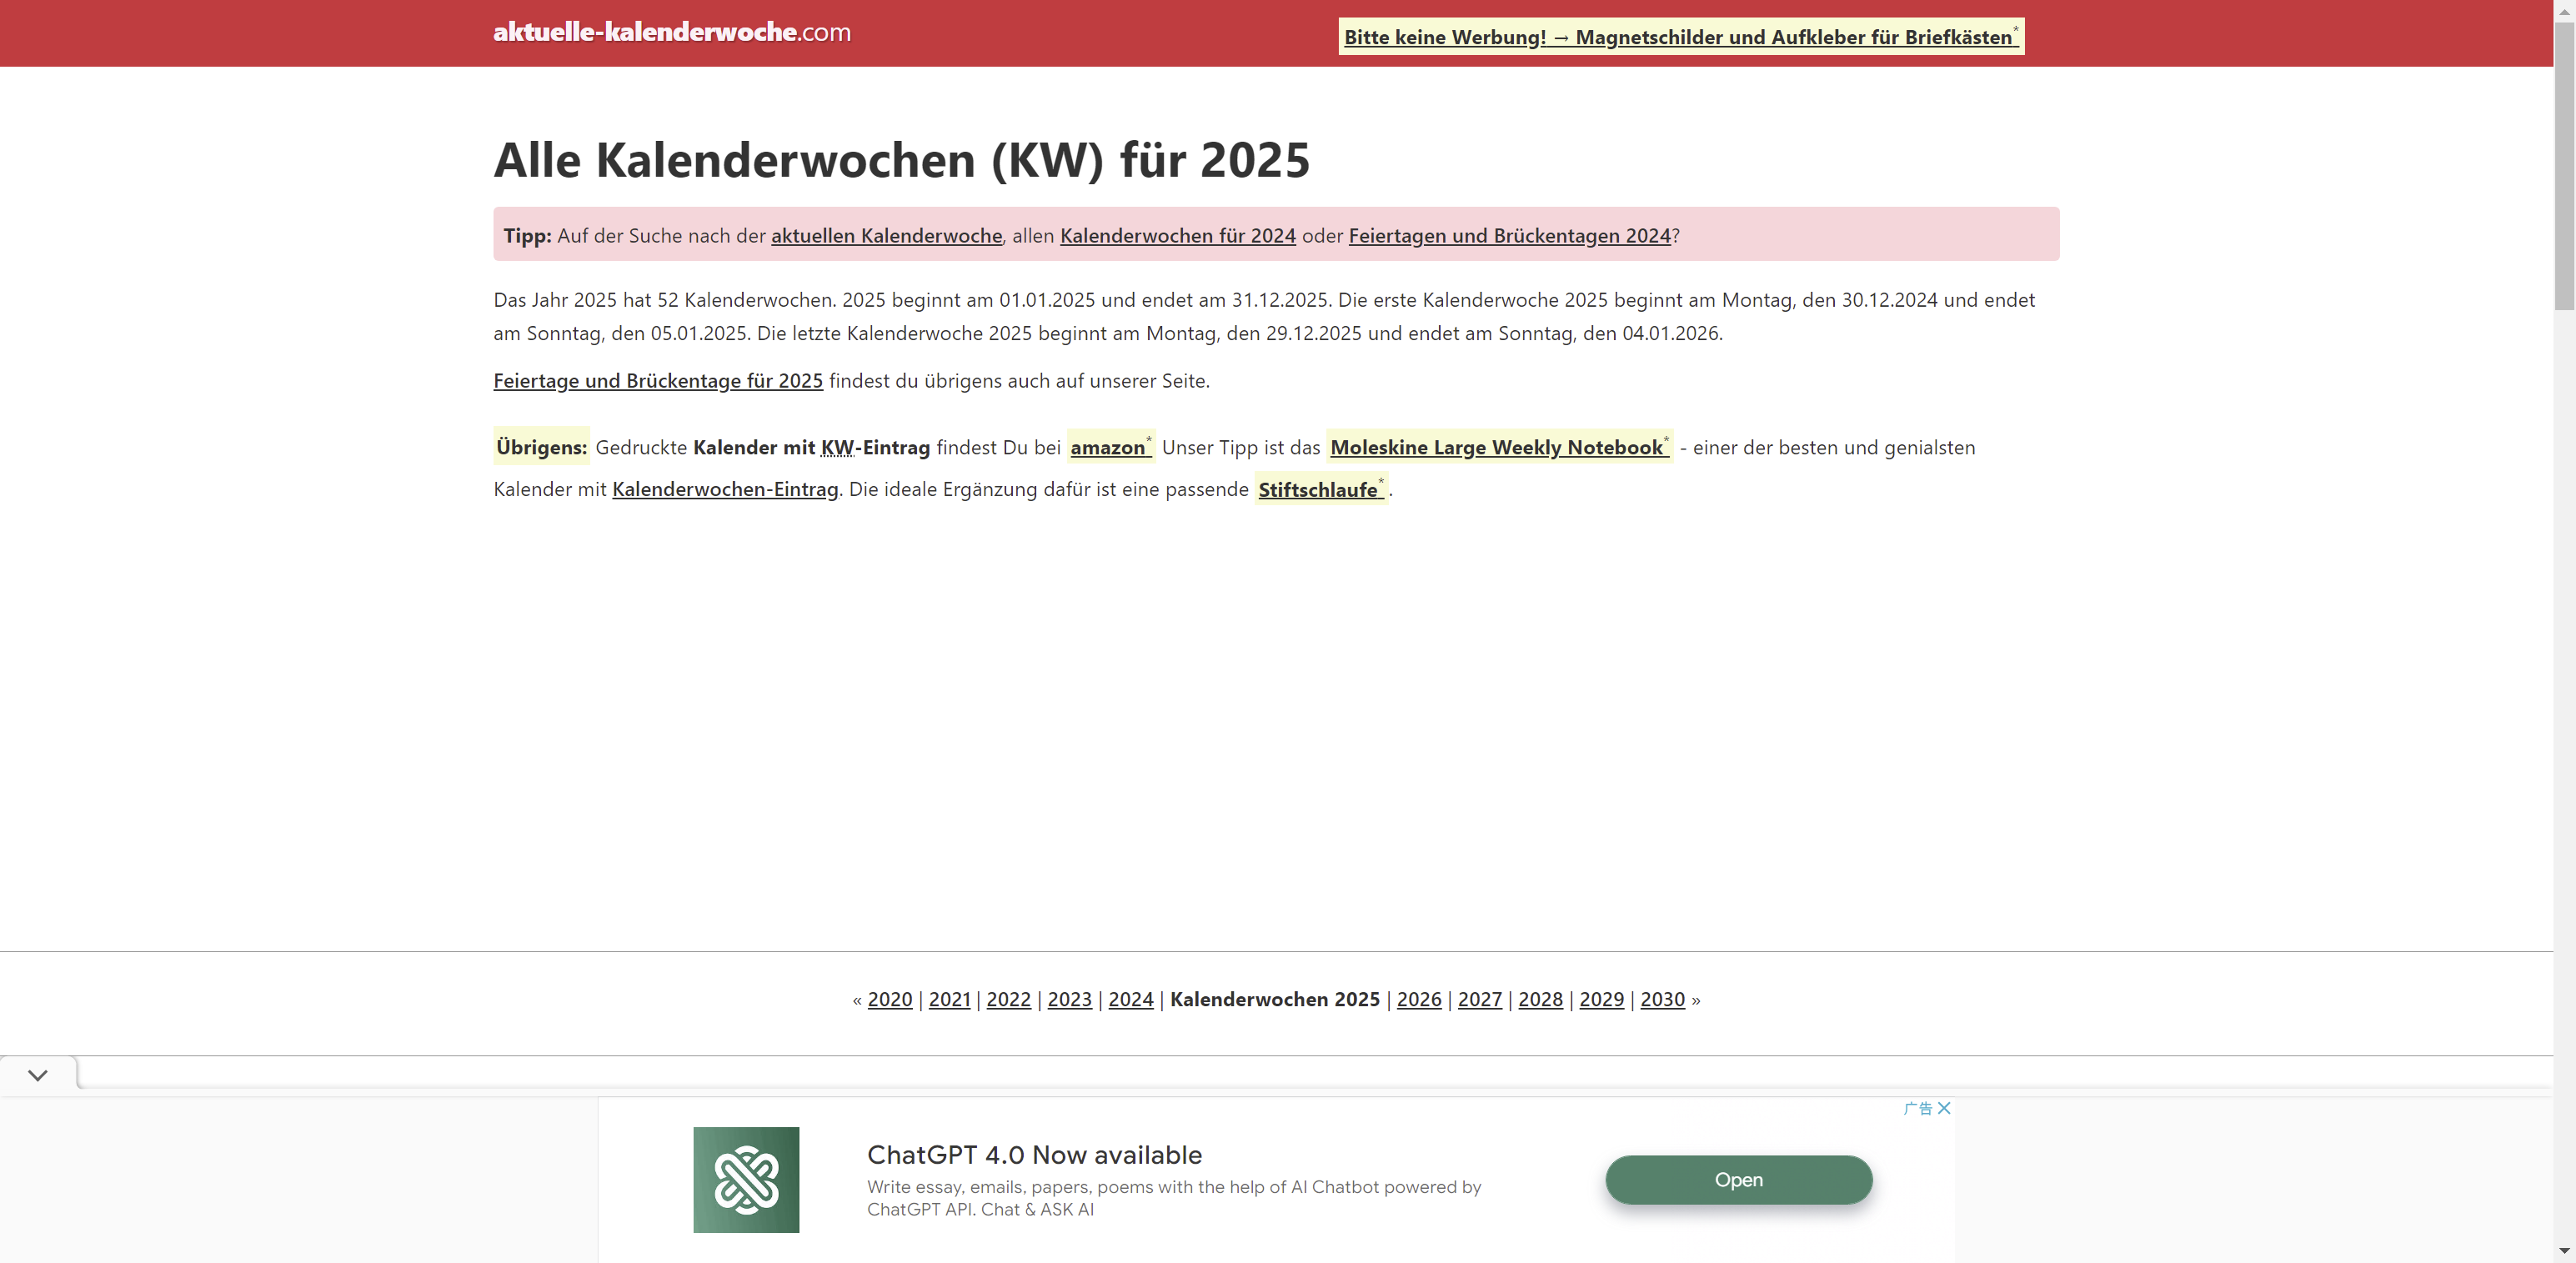 aktuelle-kalenderwoche.com
Bitte keine Werbung! → Magnetschilder und Aufkleber für Briefkästen*
Alle Kalenderwochen (KW) für 2025
Tipp: Auf der Suche nach der aktuellen Kalenderwoche, allen Kalenderwochen für 2024 oder Feiertagen und Brückentagen 2024?
Das Jahr 2025 hat 52 Kalenderwochen. 2025 beginnt am 01.01.2025 und endet am 31.12.2025. Die erste Kalenderwoche 2025 beginnt am Montag, den 30.12.2024 und endet
am Sonntag, den 05.01.2025. Die letzte Kalenderwoche 2025 beginnt am Montag, den 29.12.2025 und endet am Sonntag, den 04.01.2026.
Feiertage und Brückentage für 2025 findest du übrigens auch auf unserer Seite.
Übrigens: Gedruckte Kalender mit KW-Eintrag findest Du bei amazon* Unser Tipp ist das Moleskine Large Weekly Notebook* - einer der besten und genialsten
Kalender mit Kalenderwochen-Eintrag. Die ideale Ergänzung dafür ist eine passende Stiftschlaufe*.
« 2020 | 2021 | 2022 | 2023 | 2024 | Kalenderwochen 2025 | 2026 | 2027 | 2028 | 2029 | 2030 »
广告
ChatGPT 4.0 Now available
Write essay, emails, papers, poems with the help of AI Chatbot powered by
ChatGPT API. Chat & ASK AI
Open